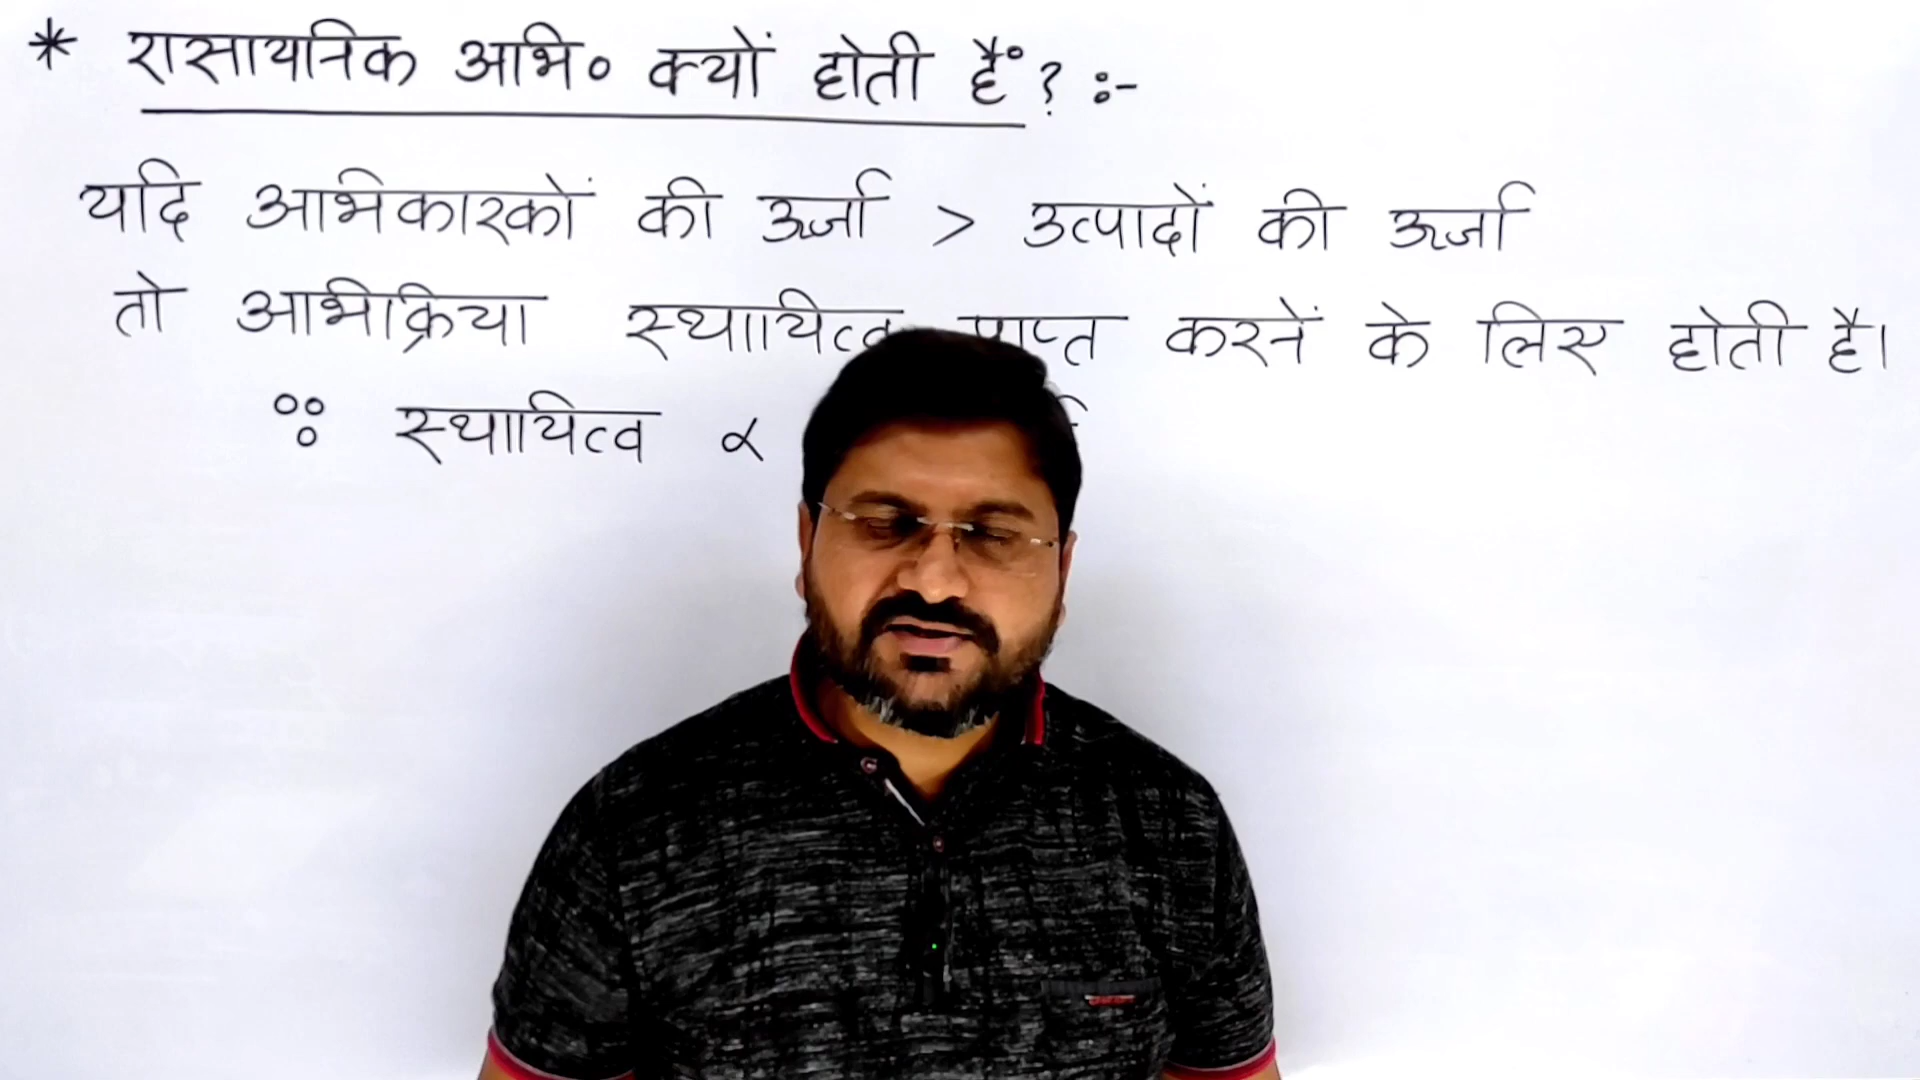 * रासायनिक अभि० क्यों होती हैं ? :-
यदि अभिकारकों की ऊर्जा > उत्पादों की ऊर्जा
तो अभिक्रिया स्थायित्व प्राप्त करनें के लिए होती है।
∵ स्थायित्व ∝